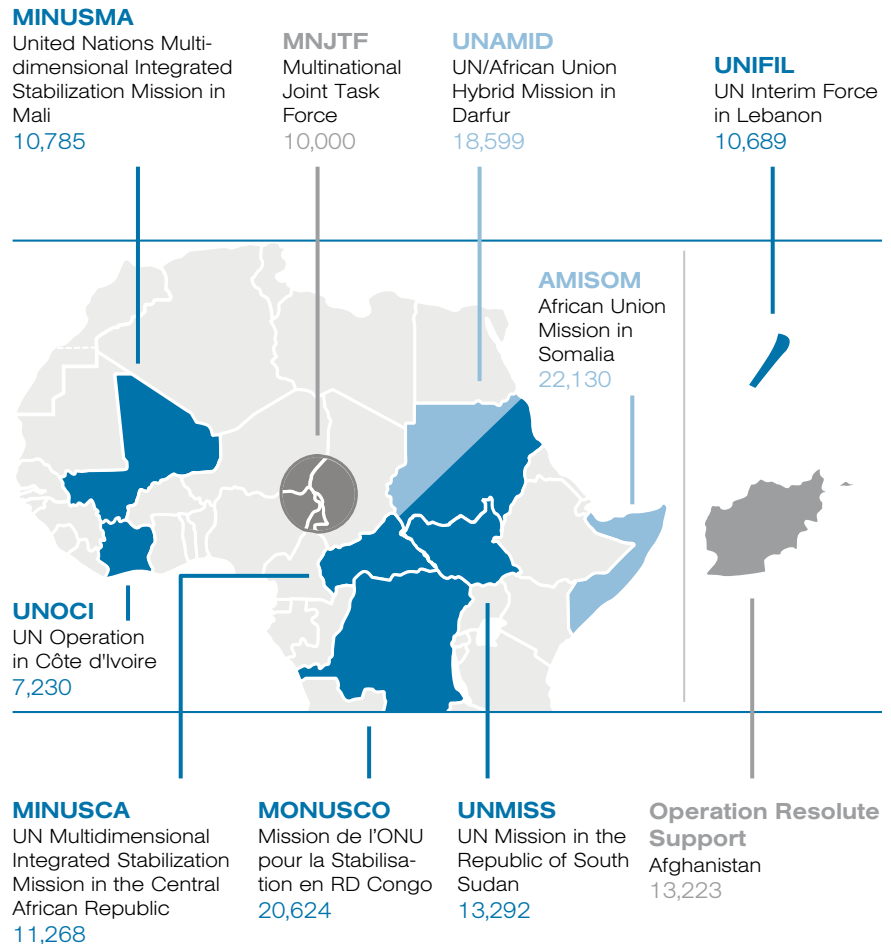 MINUSMA
United Nations Multi-
dimensional Integrated
Stabilization Mission in
Mali
10,785
MNJTF
Multinational
Joint Task
Force
10,000
UNAMID
UN/African Union
Hybrid Mission in
Darfur
18,599
UNIFIL
UN Interim Force
in Lebanon
10,689
AMISOM
African Union
Mission in
Somalia
22,130
UNOCI
UN Operation
in Côte d'Ivoire
7,230
MINUSCA
UN Multidimensional
Integrated Stabilization
Mission in the Central
African Republic
11,268
MONUSCO
Mission de l’ONU
pour la Stabilisa-
tion en RD Congo
20,624
UNMISS
UN Mission in the
Republic of South
Sudan
13,292
Operation Resolute
Support
Afghanistan
13,223